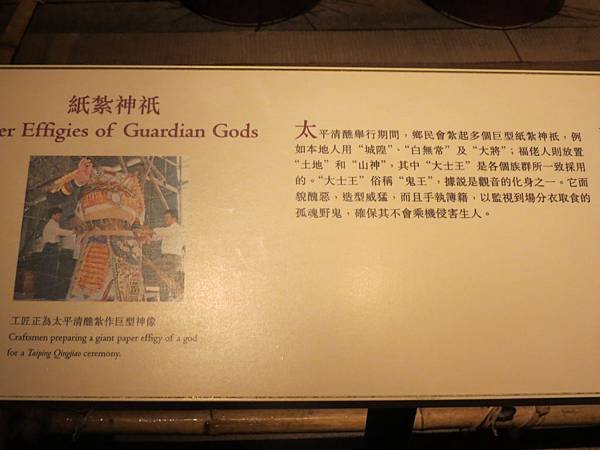 紙紮神祇
er Effigies of Guardian Gods
工匠正為太平清醮紮作巨型神像
Craftsmen preparing a giant paper effigy of a god
for a Taiping Qingjiao ceremony.
太平清醮舉行期間，鄉民會紮起多個巨型紙紮神祇，例
如本地人用“城隍”、“白無常”及“大將”；福佬人則放置
“土地”和“山神”，其中“大士王”是各個族群所一致採用
的。“大士王”俗稱“鬼王”，據說是觀音的化身之一。它面
貌醜惡，造型威猛，而且手執簿籍，以監視到場分衣取食的
孤魂野鬼，確保其不會乘機侵害生人。